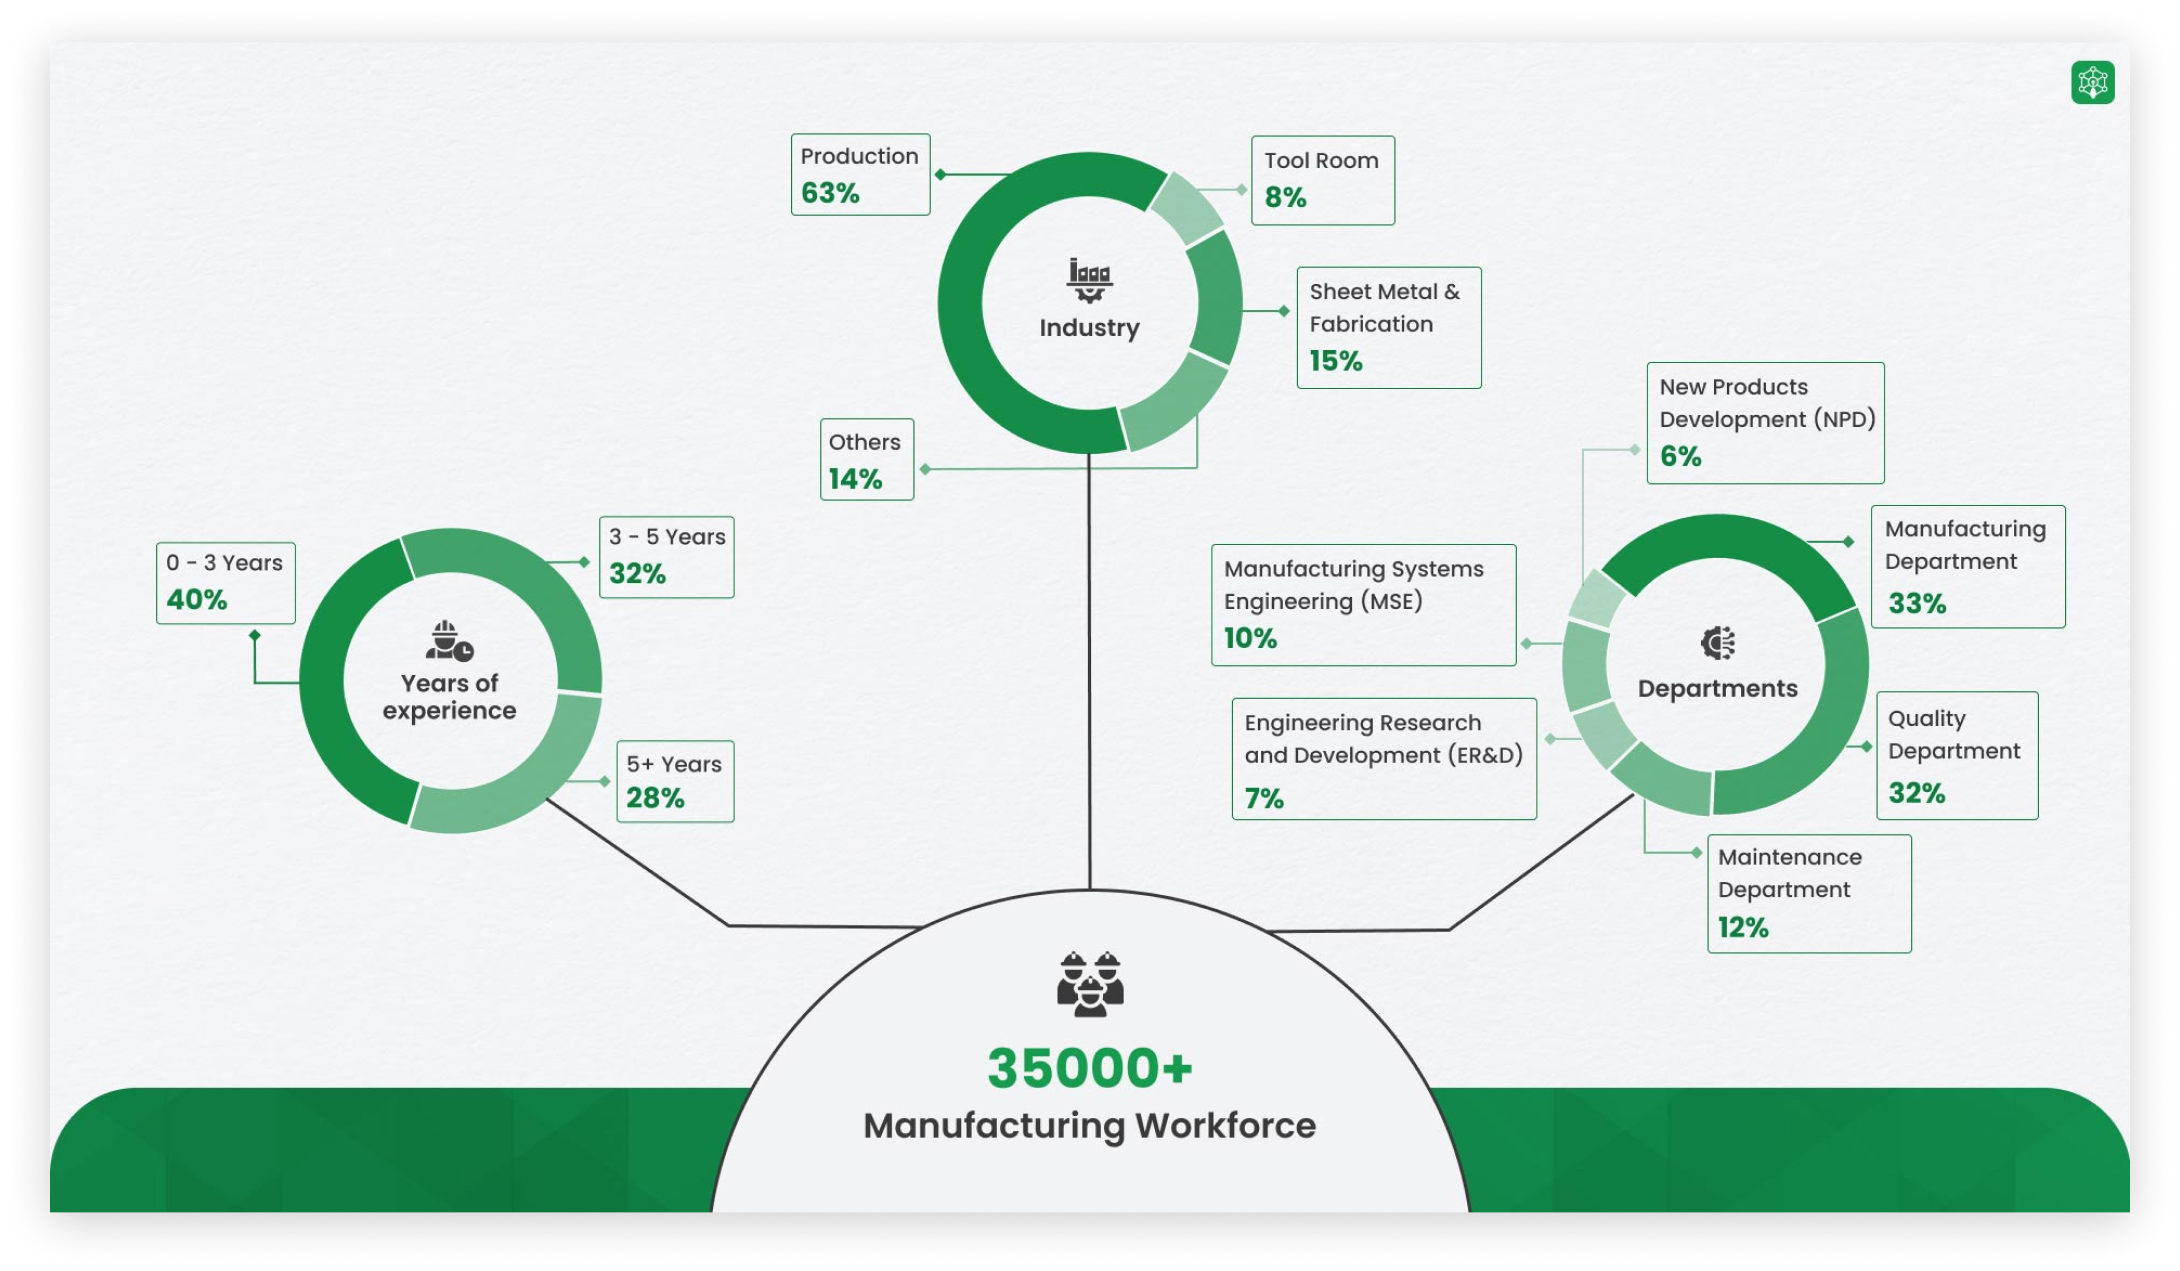 Production
63%
Tool Room
8%
Industry
Sheet Metal &
Fabrication
15%
Others
14%
0 - 3 Years
40%
3 - 5 Years
32%
Years of
experience
5+ Years
28%
New Products
Development (NPD)
6%
Manufacturing
Department
33%
Manufacturing Systems
Engineering (MSE)
10%
Departments
Engineering Research
and Development (ER&D)
7%
Quality
Department
32%
Maintenance
Department
12%
35000+
Manufacturing Workforce